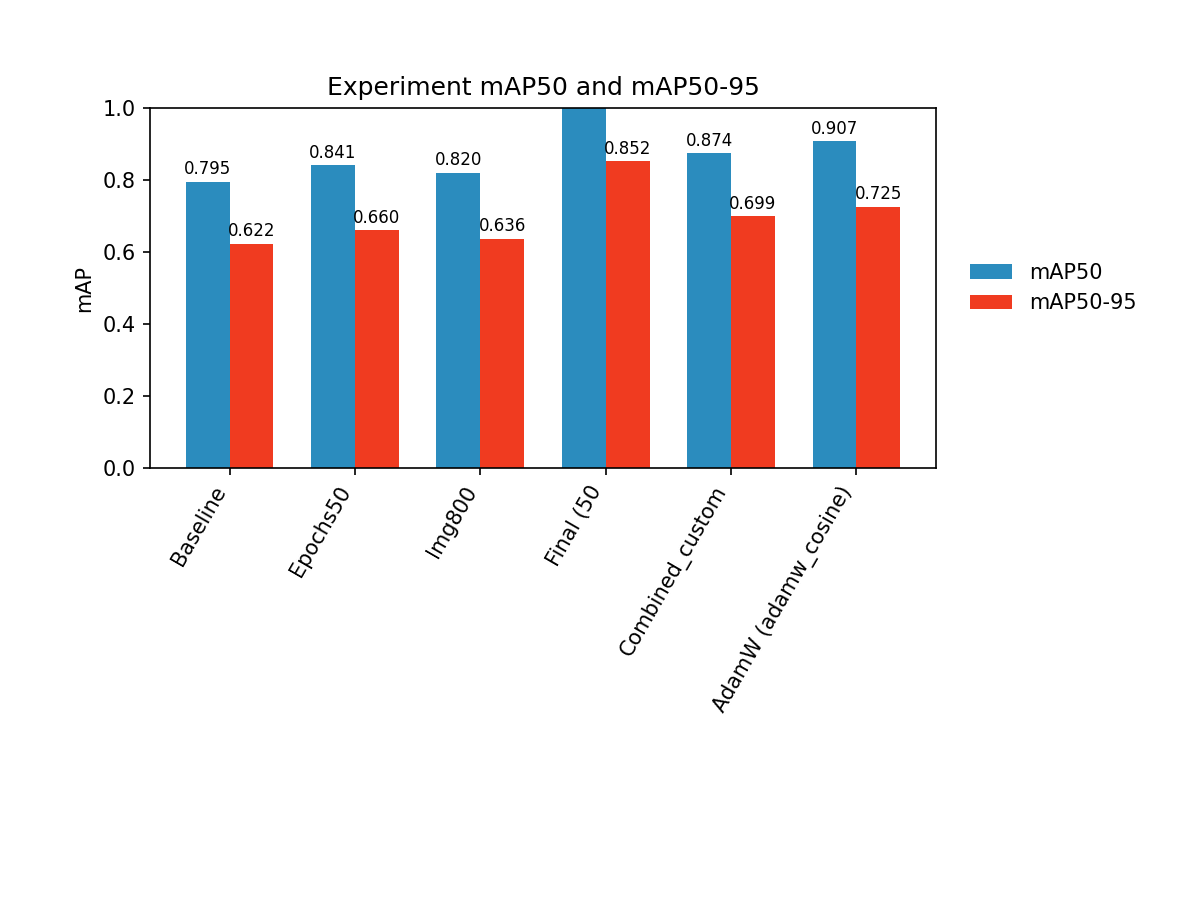 Experiment mAP50 and mAP50-95
mAP
1.0
0.8
0.6
0.4
0.2
0.0
0.795
0.622
0.841
0.660
0.820
0.636
0.852
0.874
0.699
0.907
0.725
Baseline
Epochs50
Img800
Final (50
Combined_custom
AdamW (adamw_cosine)
mAP50
mAP50-95